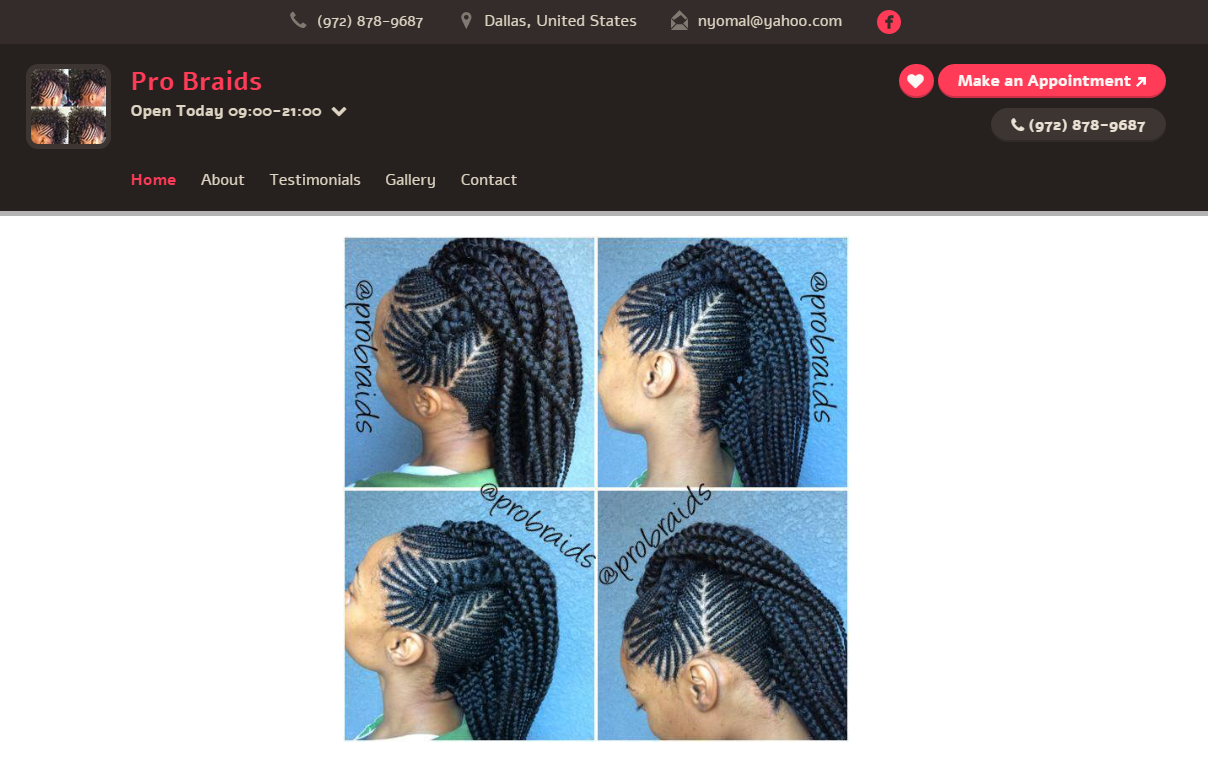 (972) 878-9687
Dallas, United States
nyomal@yahoo.com
Pro Braids
Open Today 09:00-21:00
Make an Appointment
(972) 878-9687
Home
About
Testimonials
Gallery
Contact
@probraids
@probraids
@probraids
@probraids